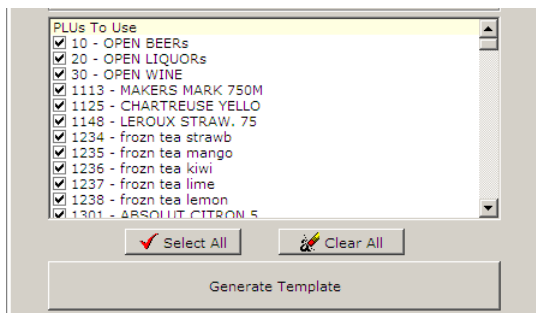 PLUs To Use
10 - OPEN BEERs
20 - OPEN LIQUORs
30 - OPEN WINE
1113 - MAKERS MARK 750M
1125 - CHARTREUSE YELLO
1148 - LEROUX STRAW. 75
1234 - frozn tea strawb
1235 - frozn tea mango
1236 - frozn tea kiwi
1237 - frozn tea lime
1238 - frozn tea lemon
1301 - ABSOLUT CITRON 5
Select All
Clear All
Generate Template